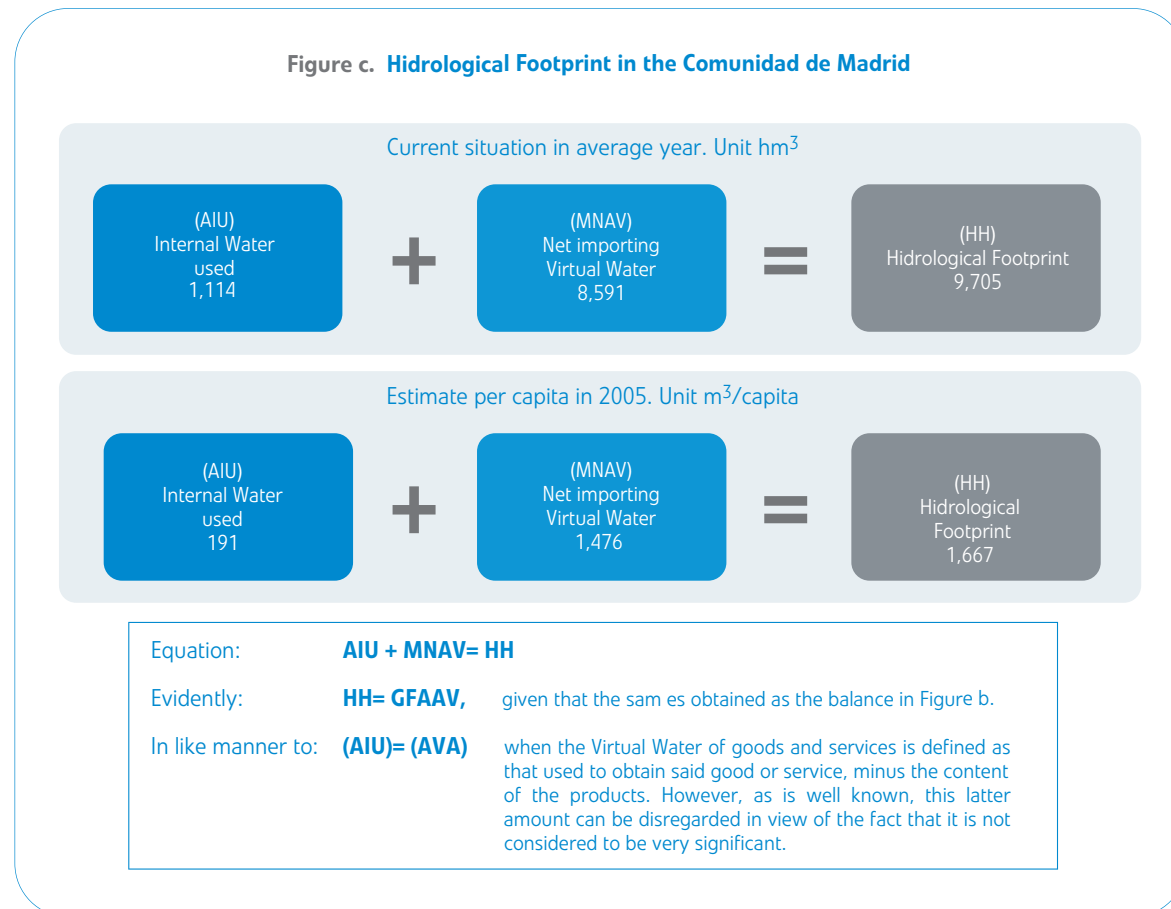 Figure c. Hidrological Footprint in the Comunidad de Madrid
Current situation in average year. Unit hm³
(AIU)
Internal Water
used
1,114
+
(MNAV)
Net importing
Virtual Water
8,591
=
(HH)
Hidrological Footprint
9,705
Estimate per capita in 2005. Unit m³/capita
(AIU)
Internal Water
used
191
+
(MNAV)
Net importing
Virtual Water
1,476
=
(HH)
Hidrological
Footprint
1,667
Equation: AIU + MNAV= HH
Evidently: HH= GFAAV, given that the sam es obtained as the balance in Figure b.
In like manner to: (AIU)= (AVA) when the Virtual Water of goods and services is defined as
that used to obtain said good or service, minus the content
of the products. However, as is well known, this latter
amount can be disregarded in view of the fact that it is not
considered to be very significant.